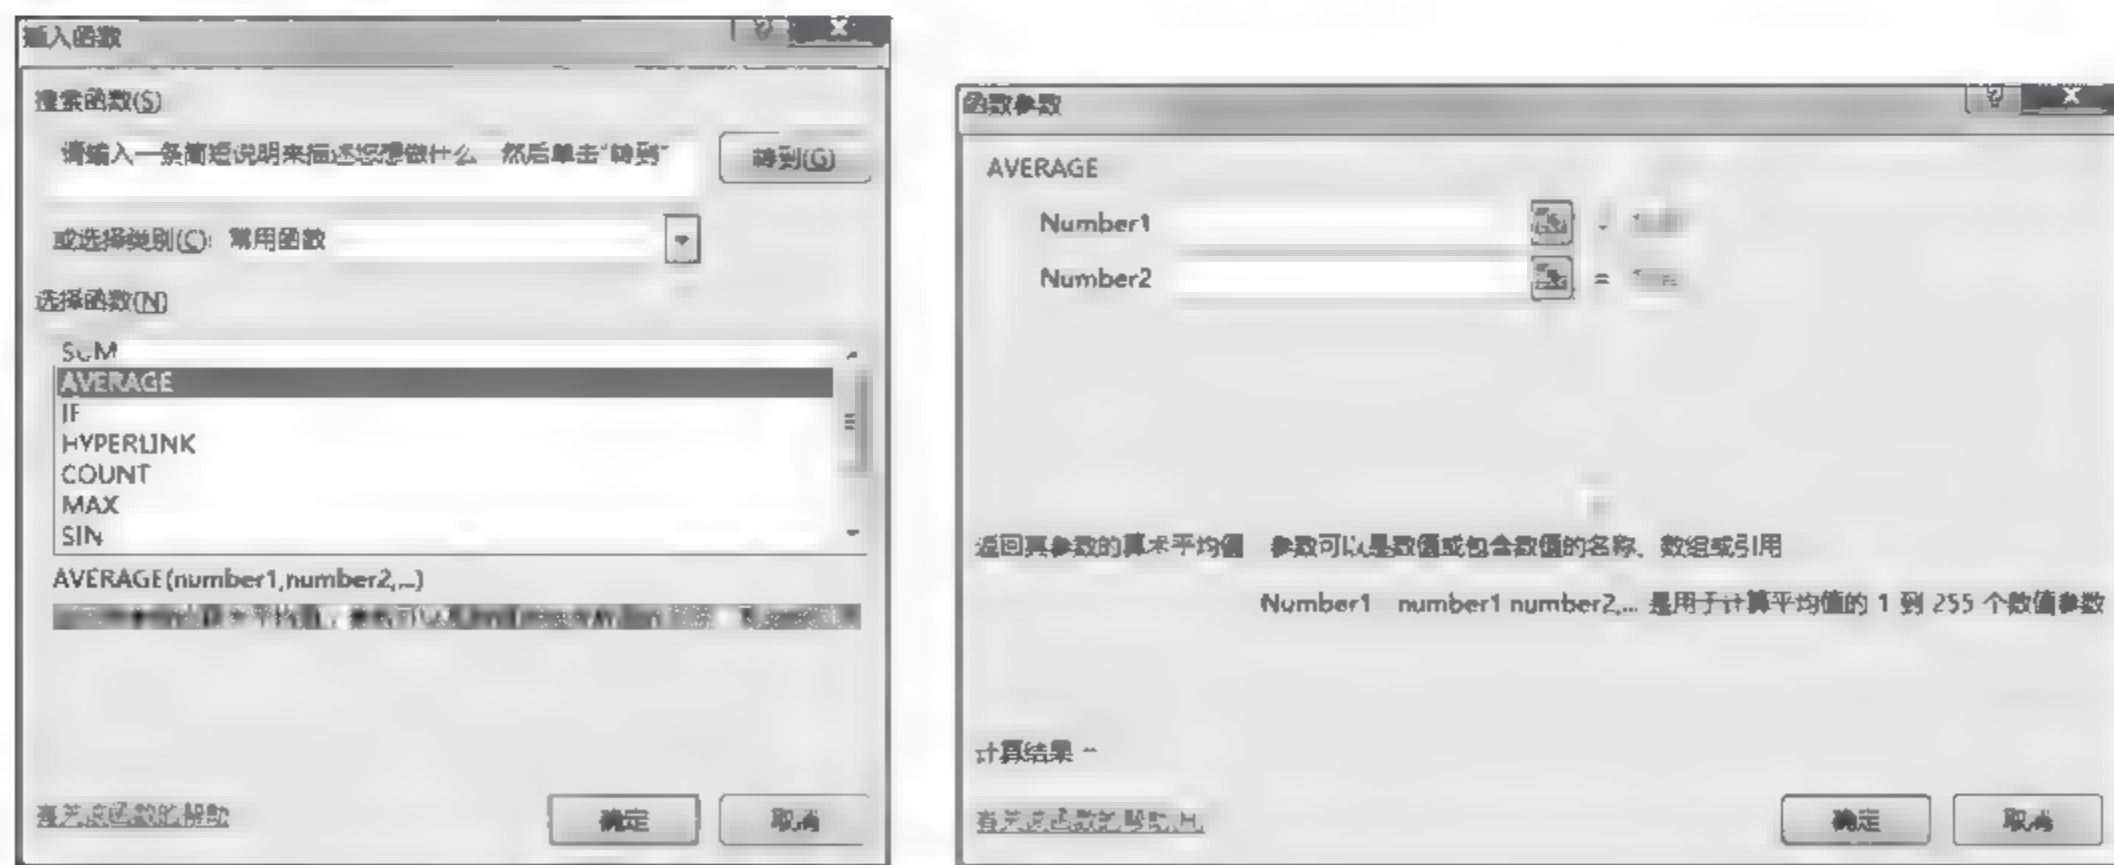 插入函数
搜索函数(S)
请输入一条简短说明来描述您想做什么 然后单击"转到"
转到(G)
或选择类别(C): 常用函数
选择函数(N)
SUM
AVERAGE
IF
HYPERLINK
COUNT
MAX
SIN
AVERAGE(number1,number2,...)
有关该函数的帮助
确定
取消
函数参数
AVERAGE
Number1
Number2 =
返回其参数的算术平均值 参数可以是数值或包含数值的名称、数组或引用
Number1 number1 number2,... 是用于计算平均值的 1 到 255 个数值参数
计算结果 =
有关该函数的帮助(H)
确定
取消